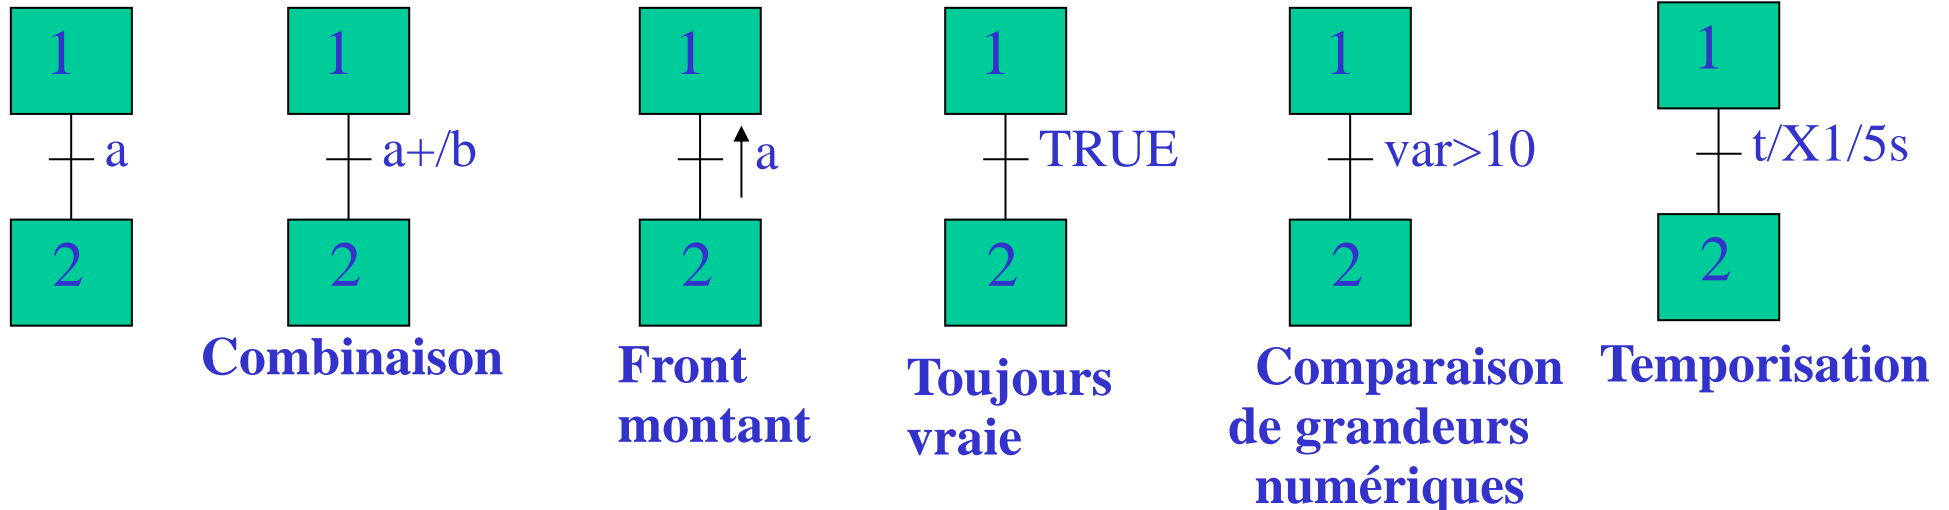 1
a
2
1
a+/b
2
Combinaison
1
a
2
Front
montant
1
TRUE
2
Toujours
vraie
1
var>10
2
Comparaison
de grandeurs
numériques
1
t/X1/5s
2
Temporisation